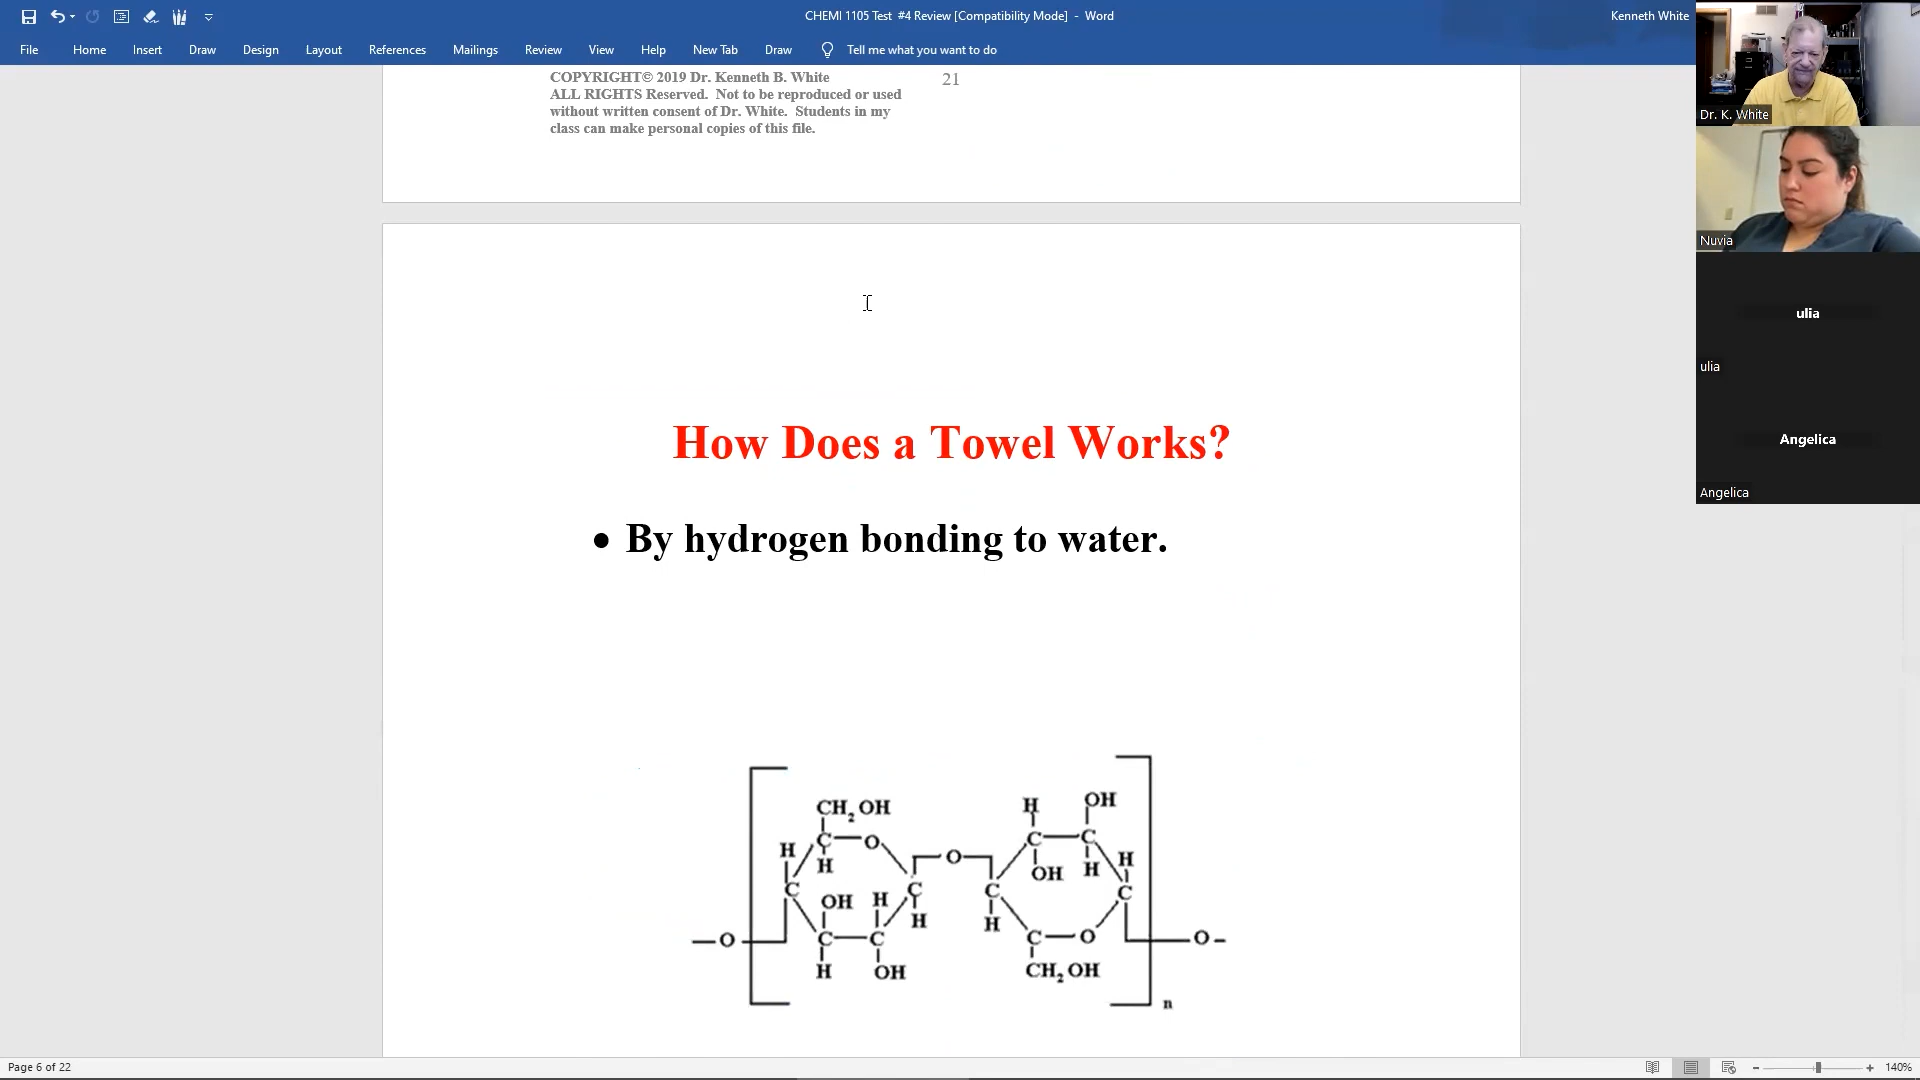 CHEMI 1105 Test #4 Review [Compatibility Mode] - Word
Kenneth White
File Home Insert Draw Design Layout References Mailings Review View Help New Tab Draw Tell me what you want to do
COPYRIGHT© 2019 Dr. Kenneth B. White 21
ALL RIGHTS Reserved. Not to be reproduced or used
without written consent of Dr. White. Students in my
class can make personal copies of this file.
Dr. K. White
Nuvia
ulia
ulia
Angelica
Angelica
How Does a Towel Works?
• By hydrogen bonding to water.
CH2 OH H OH
H C O O C C H
H OH H
C OH H C C C
H H
O C C C O O
H OH CH2 OH
n
Page 6 of 22
140%